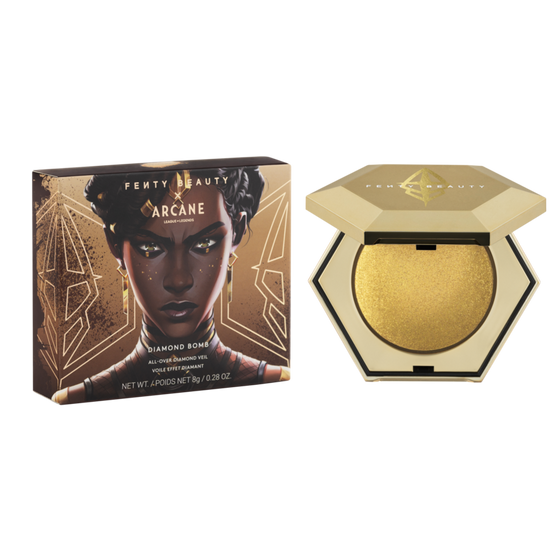 FENTY BEAUTY
×
ARCANE
LEAGUE OF LEGENDS
DIAMOND BOMB
ALL-OVER DIAMOND VEIL
VOILE EFFET DIAMANT
NET WT. / POIDS NET 8g / 0.28 OZ.
FENTY BEAUTY